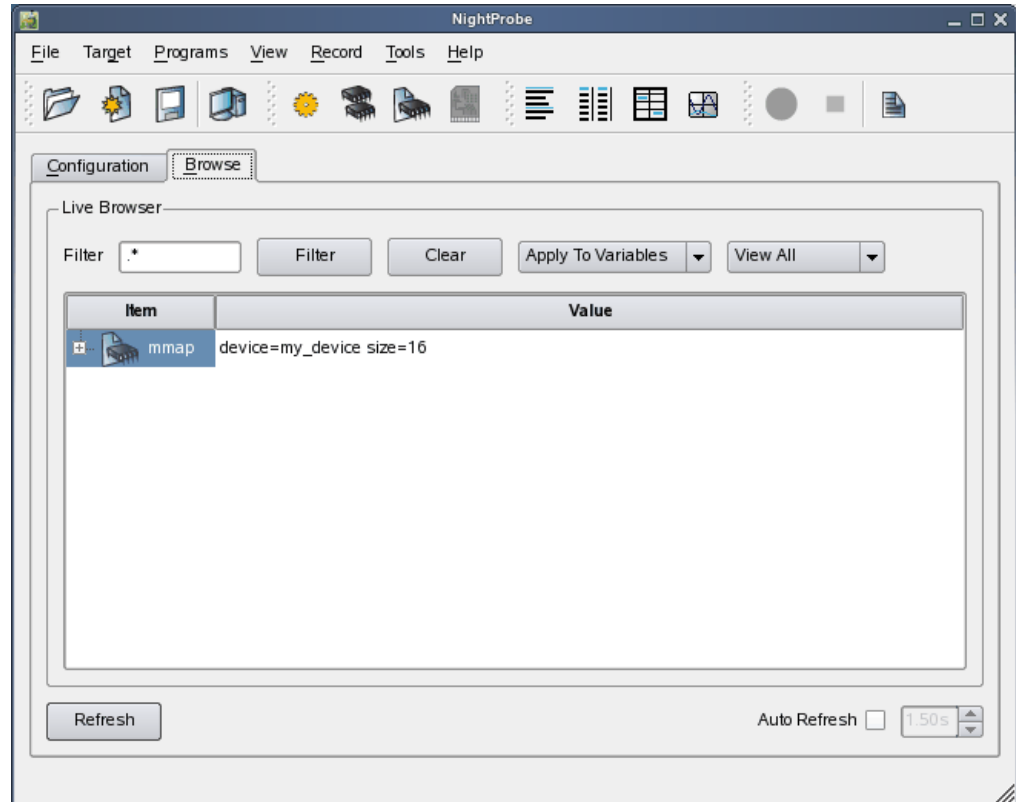 NightProbe
File Target Programs View Record Tools Help
Configuration Browse
Live Browser
Filter .* Filter Clear Apply To Variables View All
Item Value
mmap device=my_device size=16
Refresh Auto Refresh 1.50s